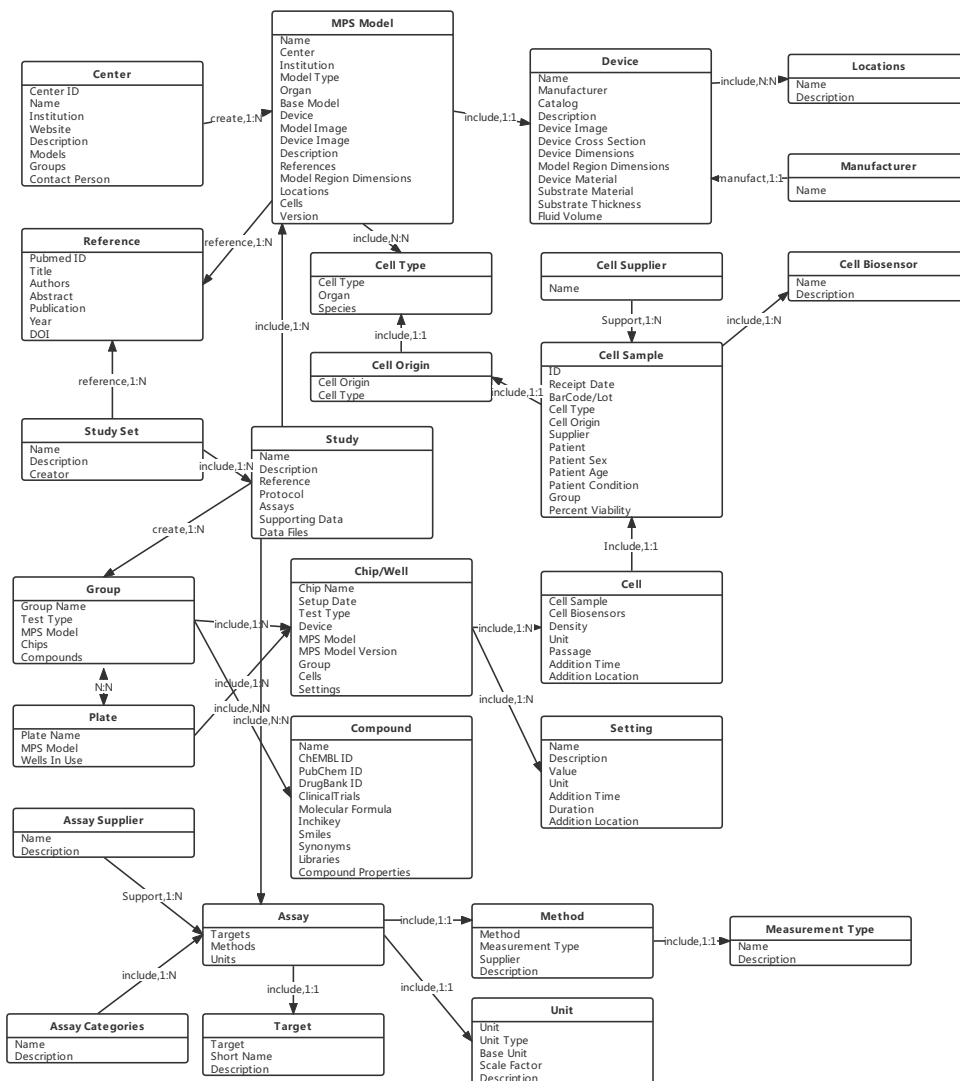 MPS Model
Name
Center
Institution
Model Type
Organ
Base Model
Device
Model Image
Device Image
Description
References
Model Region Dimensions
Locations
Cells
Version
Center
Center ID
Name
Institution
Website
Description
Models
Groups
Contact Person
create,1:N
include,1:1
Device
Name
Manufacturer
Catalog
Description
Device Image
Device Cross Section
Device Dimensions
Model Region Dimensions
Device Material
Substrate Material
Substrate Thickness
Fluid Volume
include,N:N
Locations
Name
Description
manufact,1:1
Manufacturer
Name
Reference
Pubmed ID
Title
Authors
Abstract
Publication
Year
DOI
reference,1:N
include,N:N
Cell Type
Cell Type
Organ
Species
include,1:N
include,1:1
Cell Origin
Cell Origin
Cell Type
include,1:1
Cell Supplier
Name
Support,1:N
include,1:N
Cell Biosensor
Name
Description
Cell Sample
ID
Receipt Date
BarCode/Lot
Cell Type
Cell Origin
Supplier
Patient
Patient Sex
Patient Age
Patient Condition
Group
Percent Viability
reference,1:N
Study Set
Name
Description
Creator
include,1:N
Study
Name
Description
Reference
Protocol
Assays
Supporting Data
Data Files
create,1:N
Include,1:1
Group
Group Name
Test Type
MPS Model
Chips
Compounds
include,1:N
Chip/Well
Chip Name
Setup Date
Test Type
Device
MPS Model
MPS Model Version
Group
Cells
Settings
include,1:N
Cell
Cell Sample
Cell Biosensors
Density
Unit
Passage
Addition Time
Addition Location
N:N
include,1:N
include,N:N
include,N:N
include,1:N
Plate
Plate Name
MPS Model
Wells In Use
Compound
Name
ChEMBL ID
PubChem ID
DrugBank ID
ClinicalTrials
Molecular Formula
Inchikey
Smiles
Synonyms
Libraries
Compound Properties
Setting
Name
Description
Value
Unit
Addition Time
Duration
Addition Location
Assay Supplier
Name
Description
Support,1:N
Assay
Targets
Methods
Units
include,1:1
Method
Method
Measurement Type
Supplier
Description
include,1:1
Measurement Type
Name
Description
include,1:N
include,1:1
include,1:1
Assay Categories
Name
Description
Target
Target
Short Name
Description
Unit
Unit
Unit Type
Base Unit
Scale Factor
Description